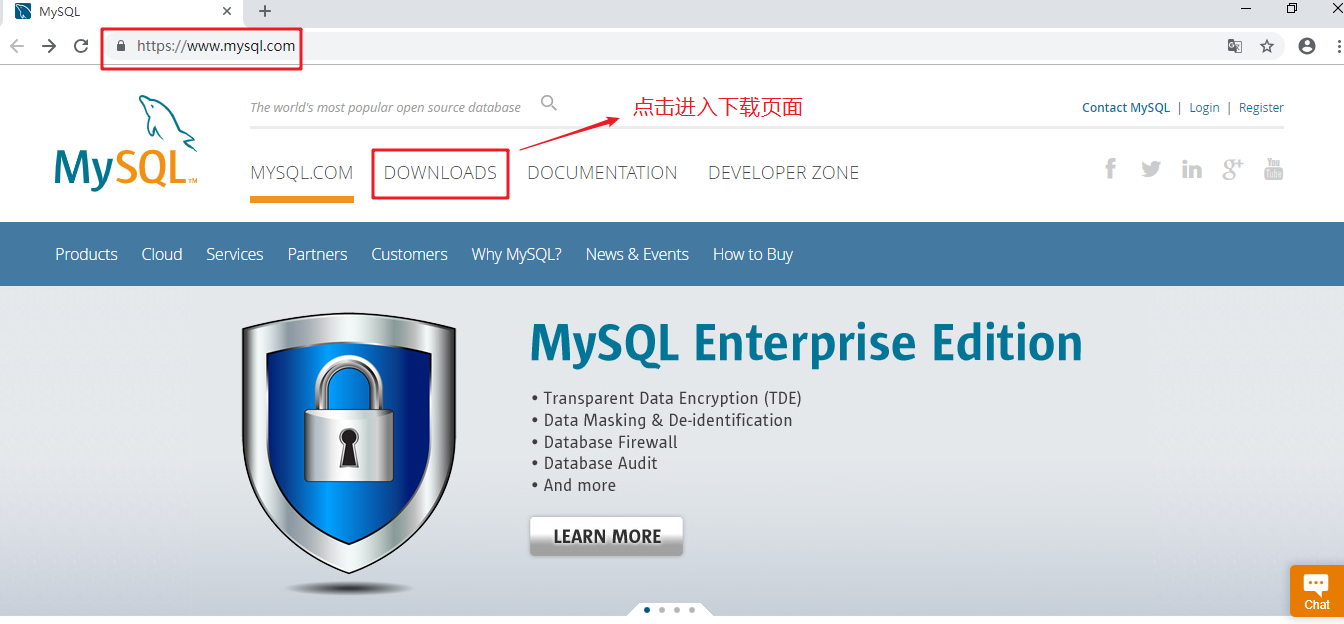 MySQL
https://www.mysql.com
The world's most popular open source database
点击进入下载页面
Contact MySQL | Login | Register
MySQL™
MYSQL.COM DOWNLOADS DOCUMENTATION DEVELOPER ZONE
You Tube
Products Cloud Services Partners Customers Why MySQL? News & Events How to Buy
MySQL Enterprise Edition
• Transparent Data Encryption (TDE)
• Data Masking & De-identification
• Database Firewall
• Database Audit
• And more
LEARN MORE
Chat